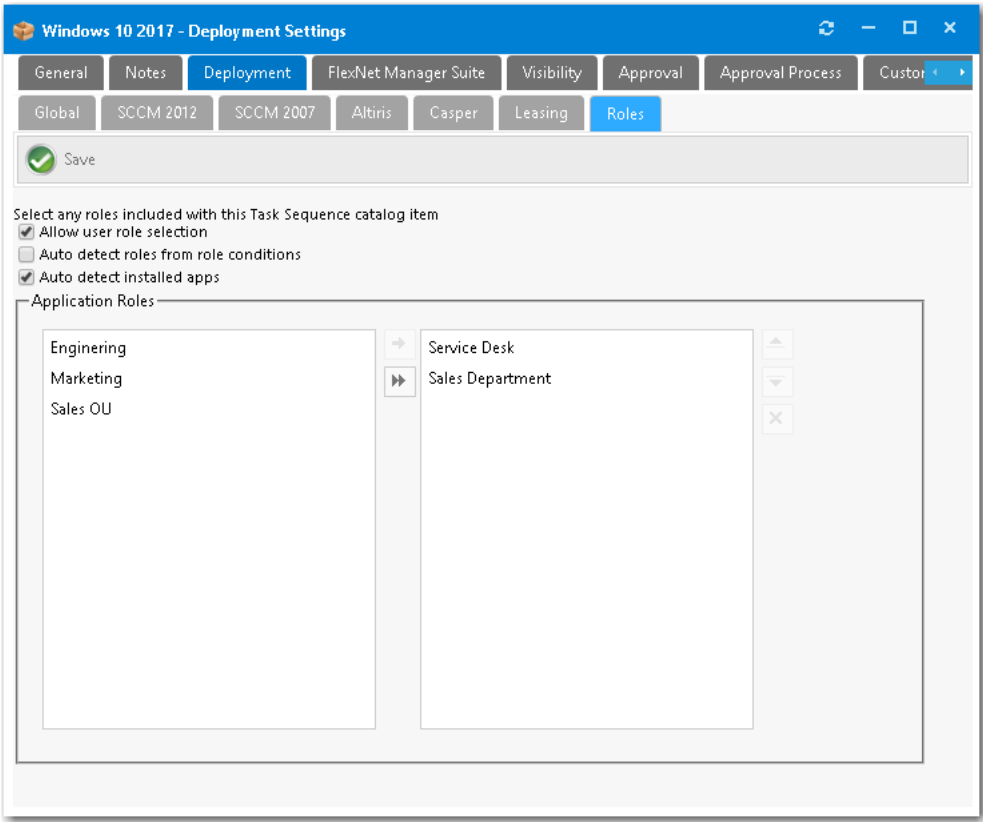 Windows 10 2017 - Deployment Settings
General Notes Deployment FlexNet Manager Suite Visibility Approval Approval Process Custor
Global SCCM 2012 SCCM 2007 Altiris Casper Leasing Roles
Save
Select any roles included with this Task Sequence catalog item
Allow user role selection
Auto detect roles from role conditions
Auto detect installed apps
Application Roles
Enginering
Marketing
Sales OU
Service Desk
Sales Department